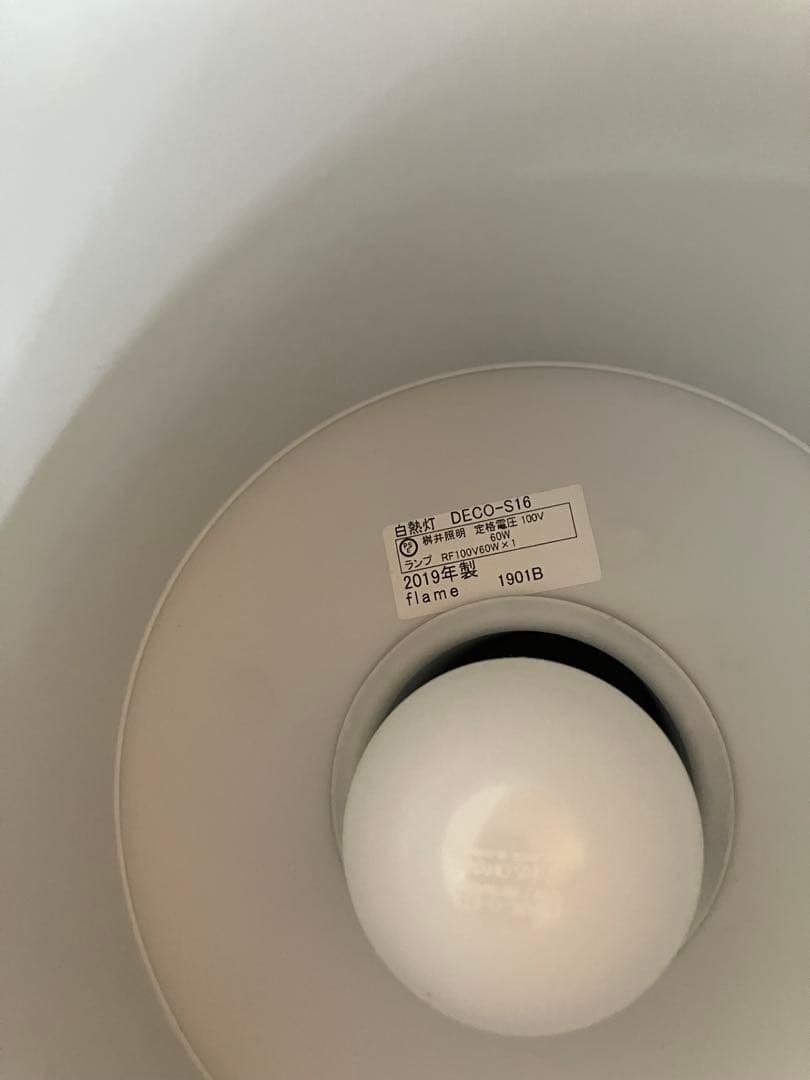 白熱灯 DECO-S16
PSE 桝井照明 定格電圧 100V
60W
ランプ RF100V60W×1
2019年製
flame 1901B